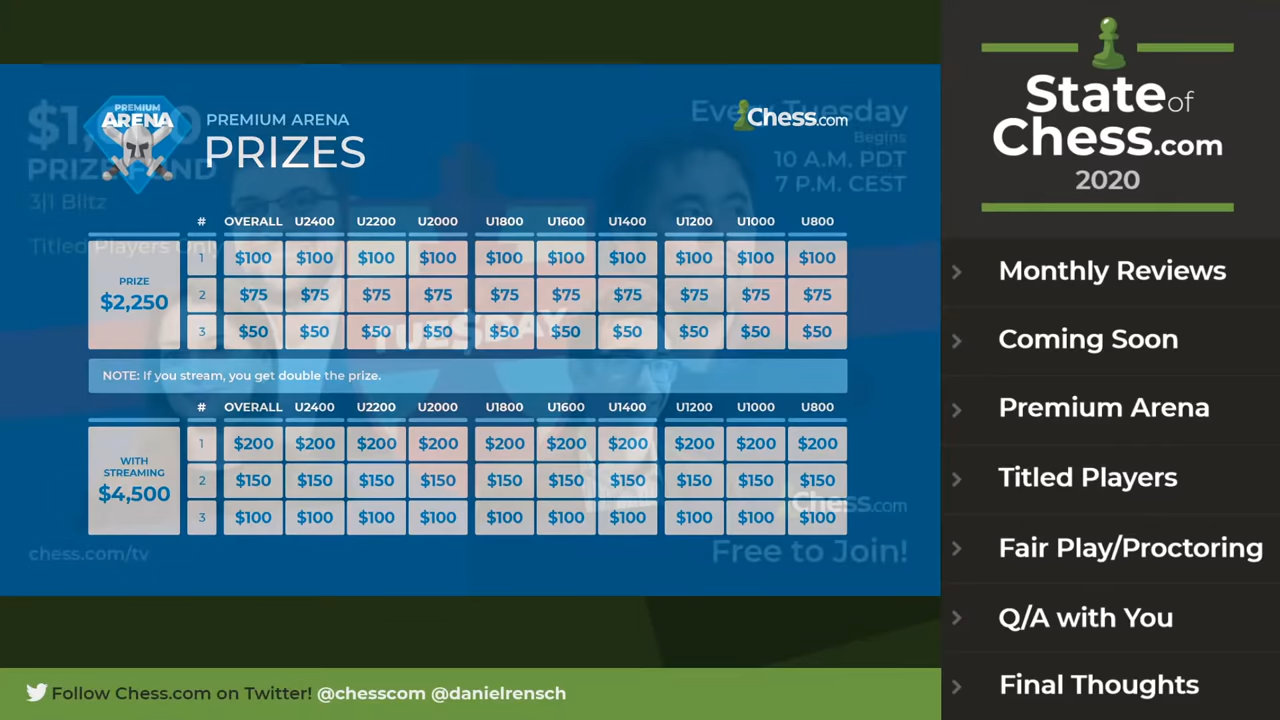 PREMIUM
ARENA
PREMIUM ARENA
PRIZES
Chess.com
Every Tuesday
Begins
10 A.M. PDT
7 P.M. CEST
PRIZE FUND
3|1 Blitz
Titled Players Only
# OVERALL U2400 U2200 U2000 U1800 U1600 U1400 U1200 U1000 U800
PRIZE
$2,250
1 $100 $100 $100 $100 $100 $100 $100 $100 $100 $100
2 $75 $75 $75 $75 $75 $75 $75 $75 $75 $75
3 $50 $50 $50 $50 $50 $50 $50 $50 $50 $50
TUE$DAY
NOTE: If you stream, you get double the prize.
# OVERALL U2400 U2200 U2000 U1800 U1600 U1400 U1200 U1000 U800
WITH
STREAMING
$4,500
1 $200 $200 $200 $200 $200 $200 $200 $200 $200 $200
2 $150 $150 $150 $150 $150 $150 $150 $150 $150 $150
3 $100 $100 $100 $100 $100 $100 $100 $100 $100 $100
Chess.com
chess.com/tv
Free to Join!
Follow Chess.com on Twitter! @chesscom @danielrensch
State of
Chess.com
2020
Monthly Reviews
Coming Soon
Premium Arena
Titled Players
Fair Play/Proctoring
Q/A with You
Final Thoughts